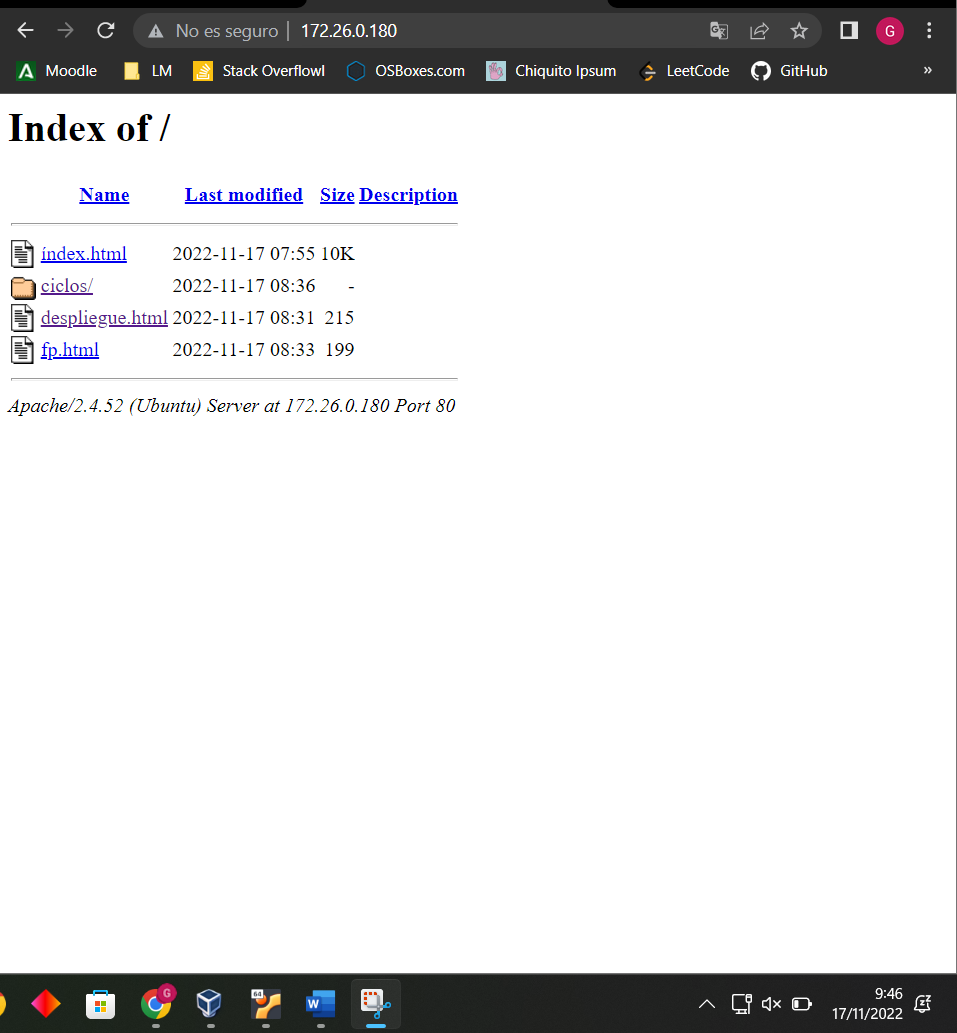 No es seguro | 172.26.0.180
G
A Moodle LM Stack Overflowl OSBoxes.com Chiquito Ipsum LeetCode GitHub »
Index of /
Name Last modified Size Description
índex.html 2022-11-17 07:55 10K
ciclos/ 2022-11-17 08:36 -
despliegue.html 2022-11-17 08:31 215
fp.html 2022-11-17 08:33 199
Apache/2.4.52 (Ubuntu) Server at 172.26.0.180 Port 80
G 64 W
9:46
17/11/2022